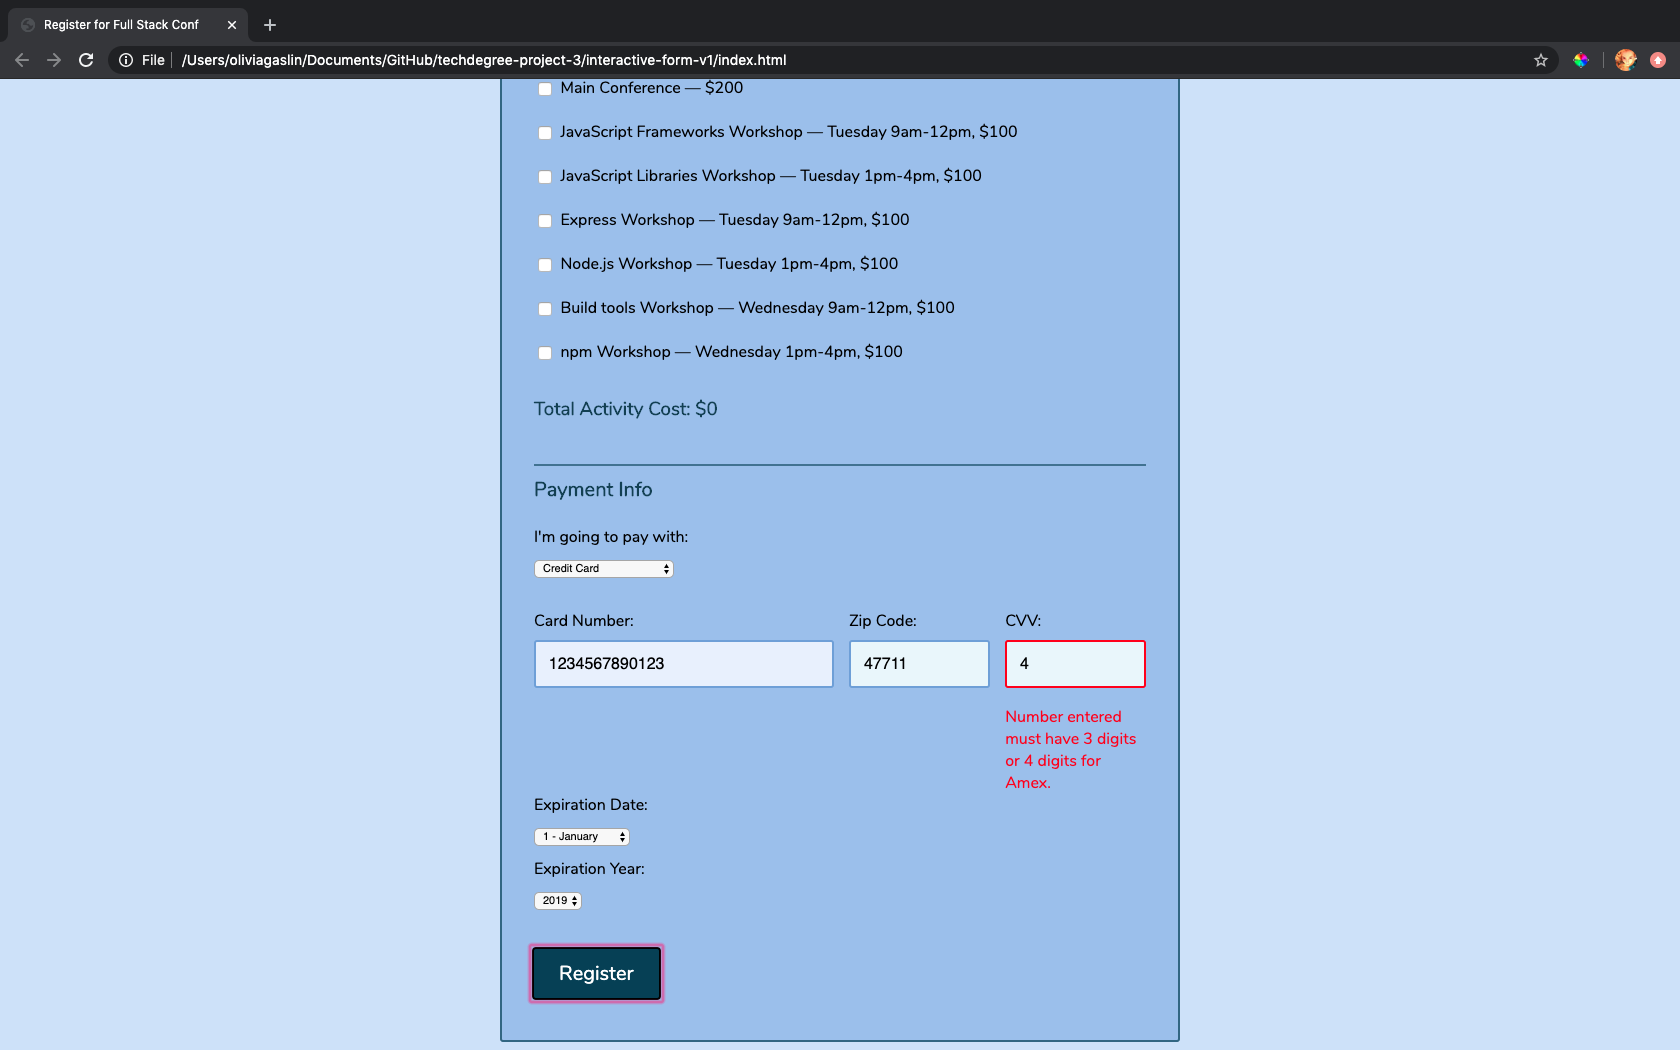 Register for Full Stack Conf
File /Users/oliviagaslin/Documents/GitHub/techdegree-project-3/interactive-form-v1/index.html
Main Conference — $200
JavaScript Frameworks Workshop — Tuesday 9am-12pm, $100
JavaScript Libraries Workshop — Tuesday 1pm-4pm, $100
Express Workshop — Tuesday 9am-12pm, $100
Node.js Workshop — Tuesday 1pm-4pm, $100
Build tools Workshop — Wednesday 9am-12pm, $100
npm Workshop — Wednesday 1pm-4pm, $100
Total Activity Cost: $0
Payment Info
I'm going to pay with:
Credit Card
Card Number: Zip Code: CVV:
1234567890123 47711 4
Number entered
must have 3 digits
or 4 digits for
Amex.
Expiration Date:
1 - January
Expiration Year:
2019
Register